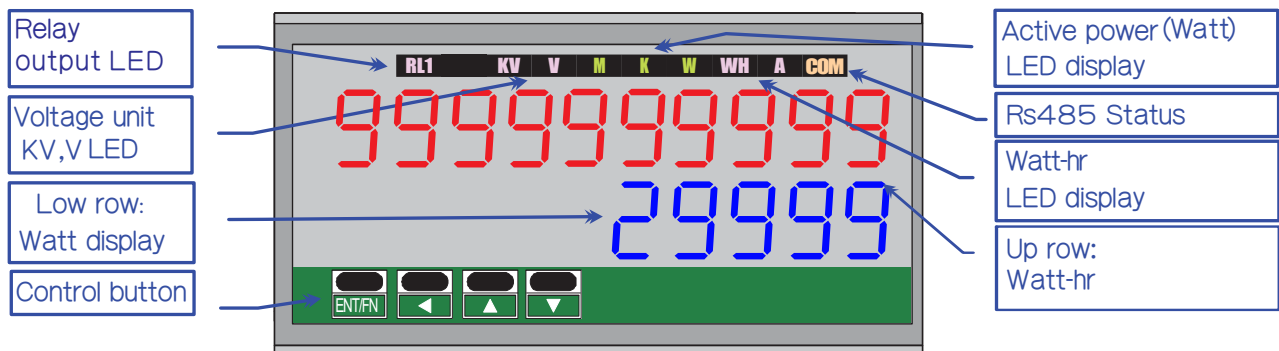 Relay
output LED
Voltage unit
KV,V LED
Low row:
Watt display
Control button
RL1 KV V M K W WH A COM
9999999999
29999
ENT/FN ◀ ▲ ▼
Active power(Watt)
LED display
Rs485 Status
Watt-hr
LED display
Up row:
Watt-hr